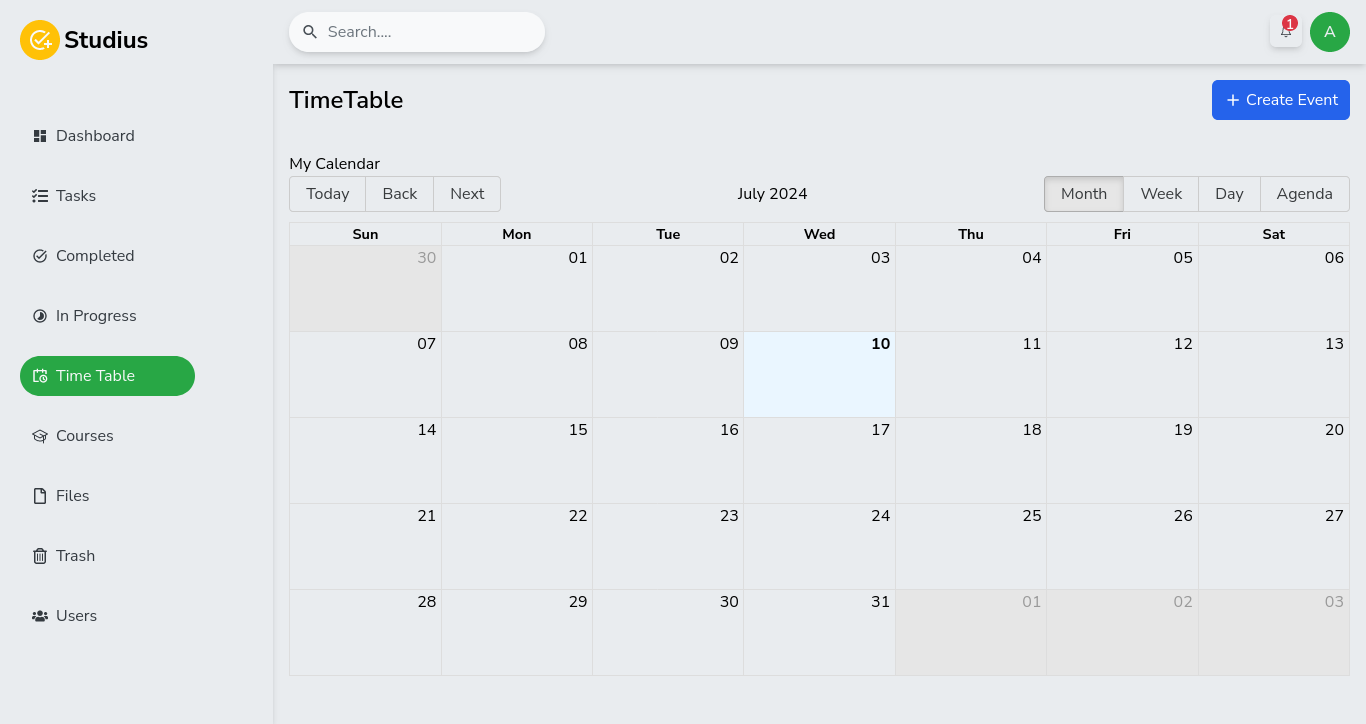 Studius
Search....
1
A
Dashboard
Tasks
Completed
In Progress
Time Table
Courses
Files
Trash
Users
TimeTable
Create Event
My Calendar
Today Back Next July 2024 Month Week Day Agenda
Sun Mon Tue Wed Thu Fri Sat
30 01 02 03 04 05 06
07 08 09 10 11 12 13
14 15 16 17 18 19 20
21 22 23 24 25 26 27
28 29 30 31 01 02 03